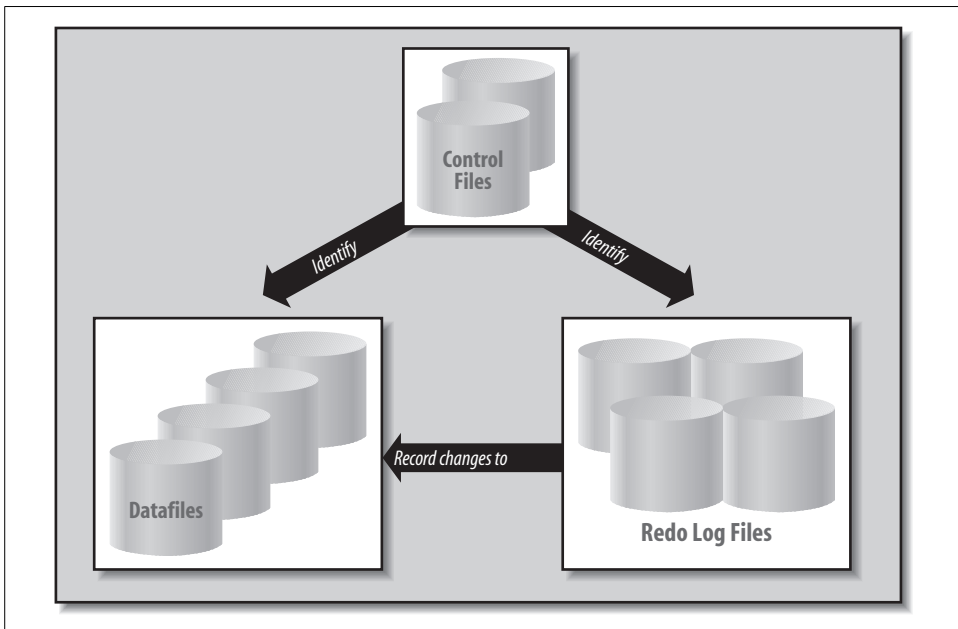 Control
Files
Identify
Identify
Record changes to
Datafiles
Redo Log Files